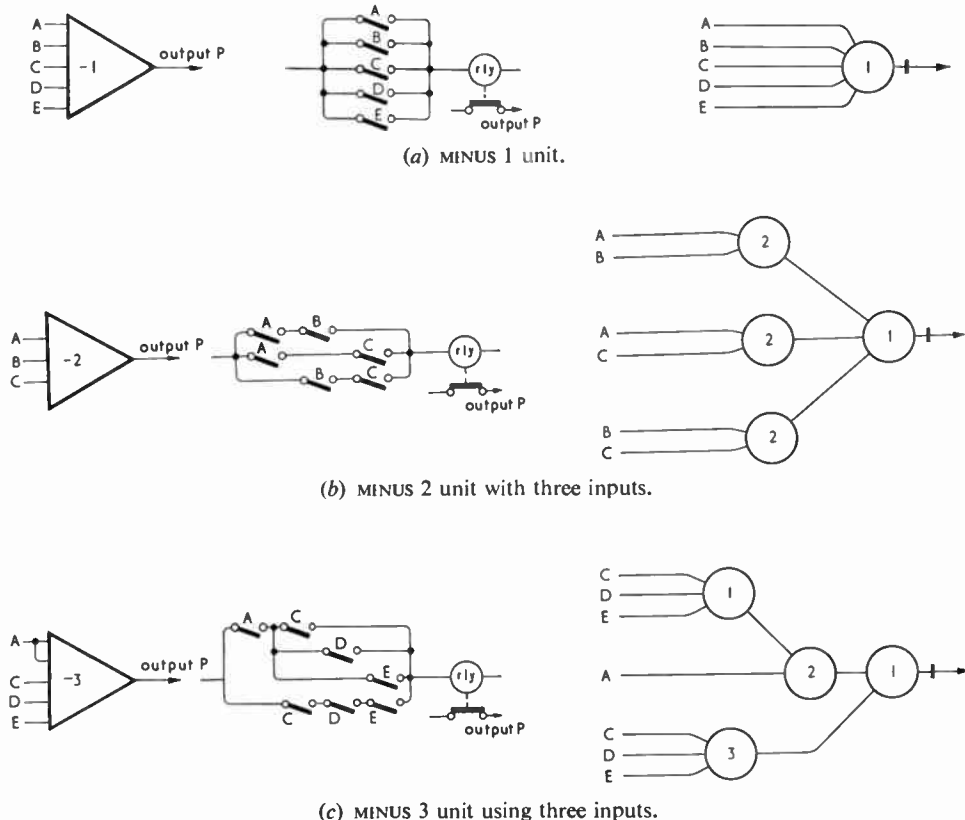 A
B
C
D
E
-1
output P
A
B
C
D
E
rly
output P
A
B
C
D
E
1
(a) MINUS 1 unit.
A
B
C
-2
output P
A B
A C
B C
rly
output P
A
B
2
A
C
2
B
C
2
1
(b) MINUS 2 unit with three inputs.
A
C
D
E
-3
output P
A C
D
E
C D E
rly
output P
C
D
E
1
A
2
1
C
D
E
3
(c) MINUS 3 unit using three inputs.